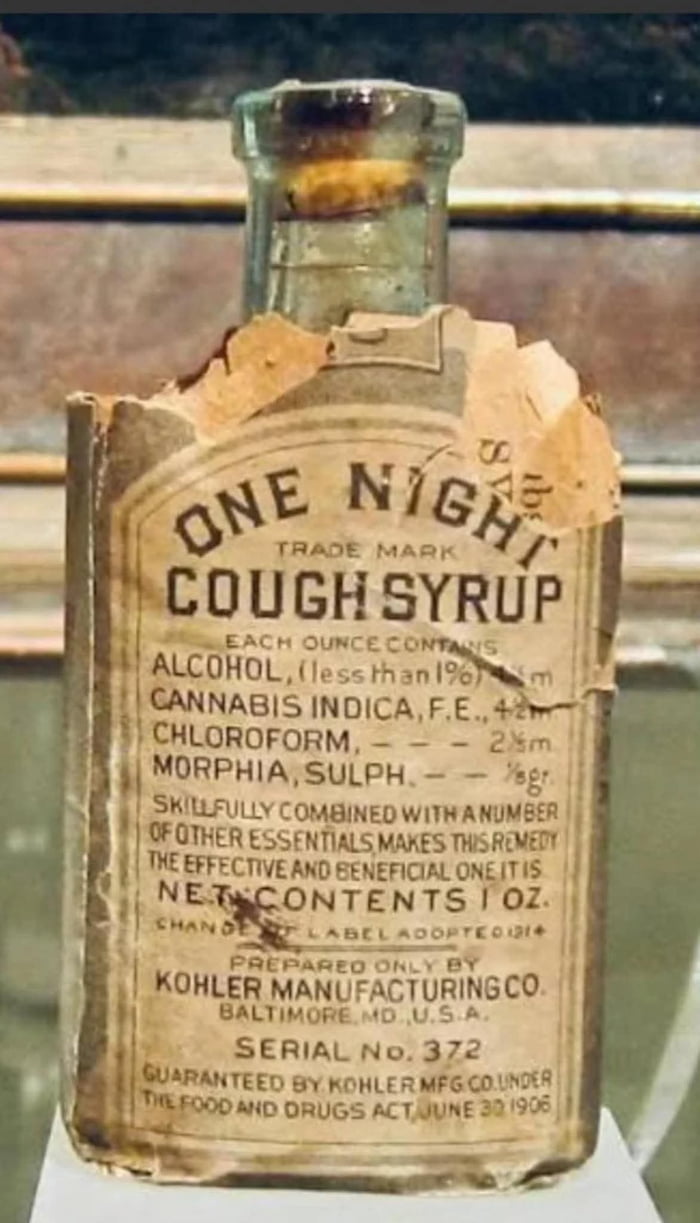 ONE NIGHT
TRADE MARK
COUGH SYRUP
EACH OUNCE CONTAINS
ALCOHOL, (less than 1%) m
CANNABIS INDICA, F.E.,
CHLOROFORM, - - - m
MORPHIA, SULPH. - - ⅛gr.
SKILLFULLY COMBINED WITH A NUMBER
OF OTHER ESSENTIALS, MAKES THIS REMEDY
THE EFFECTIVE AND BENEFICIAL ONE IT IS
NET. CONTENTS 1 OZ.
CHANGE OF LABEL ADOPTED 1914
PREPARED ONLY BY
KOHLER MANUFACTURING CO.
BALTIMORE, MD., U.S.A.
SERIAL No. 372
GUARANTEED BY KOHLER MFG CO. UNDER
THE FOOD AND DRUGS ACT, JUNE 30 1906